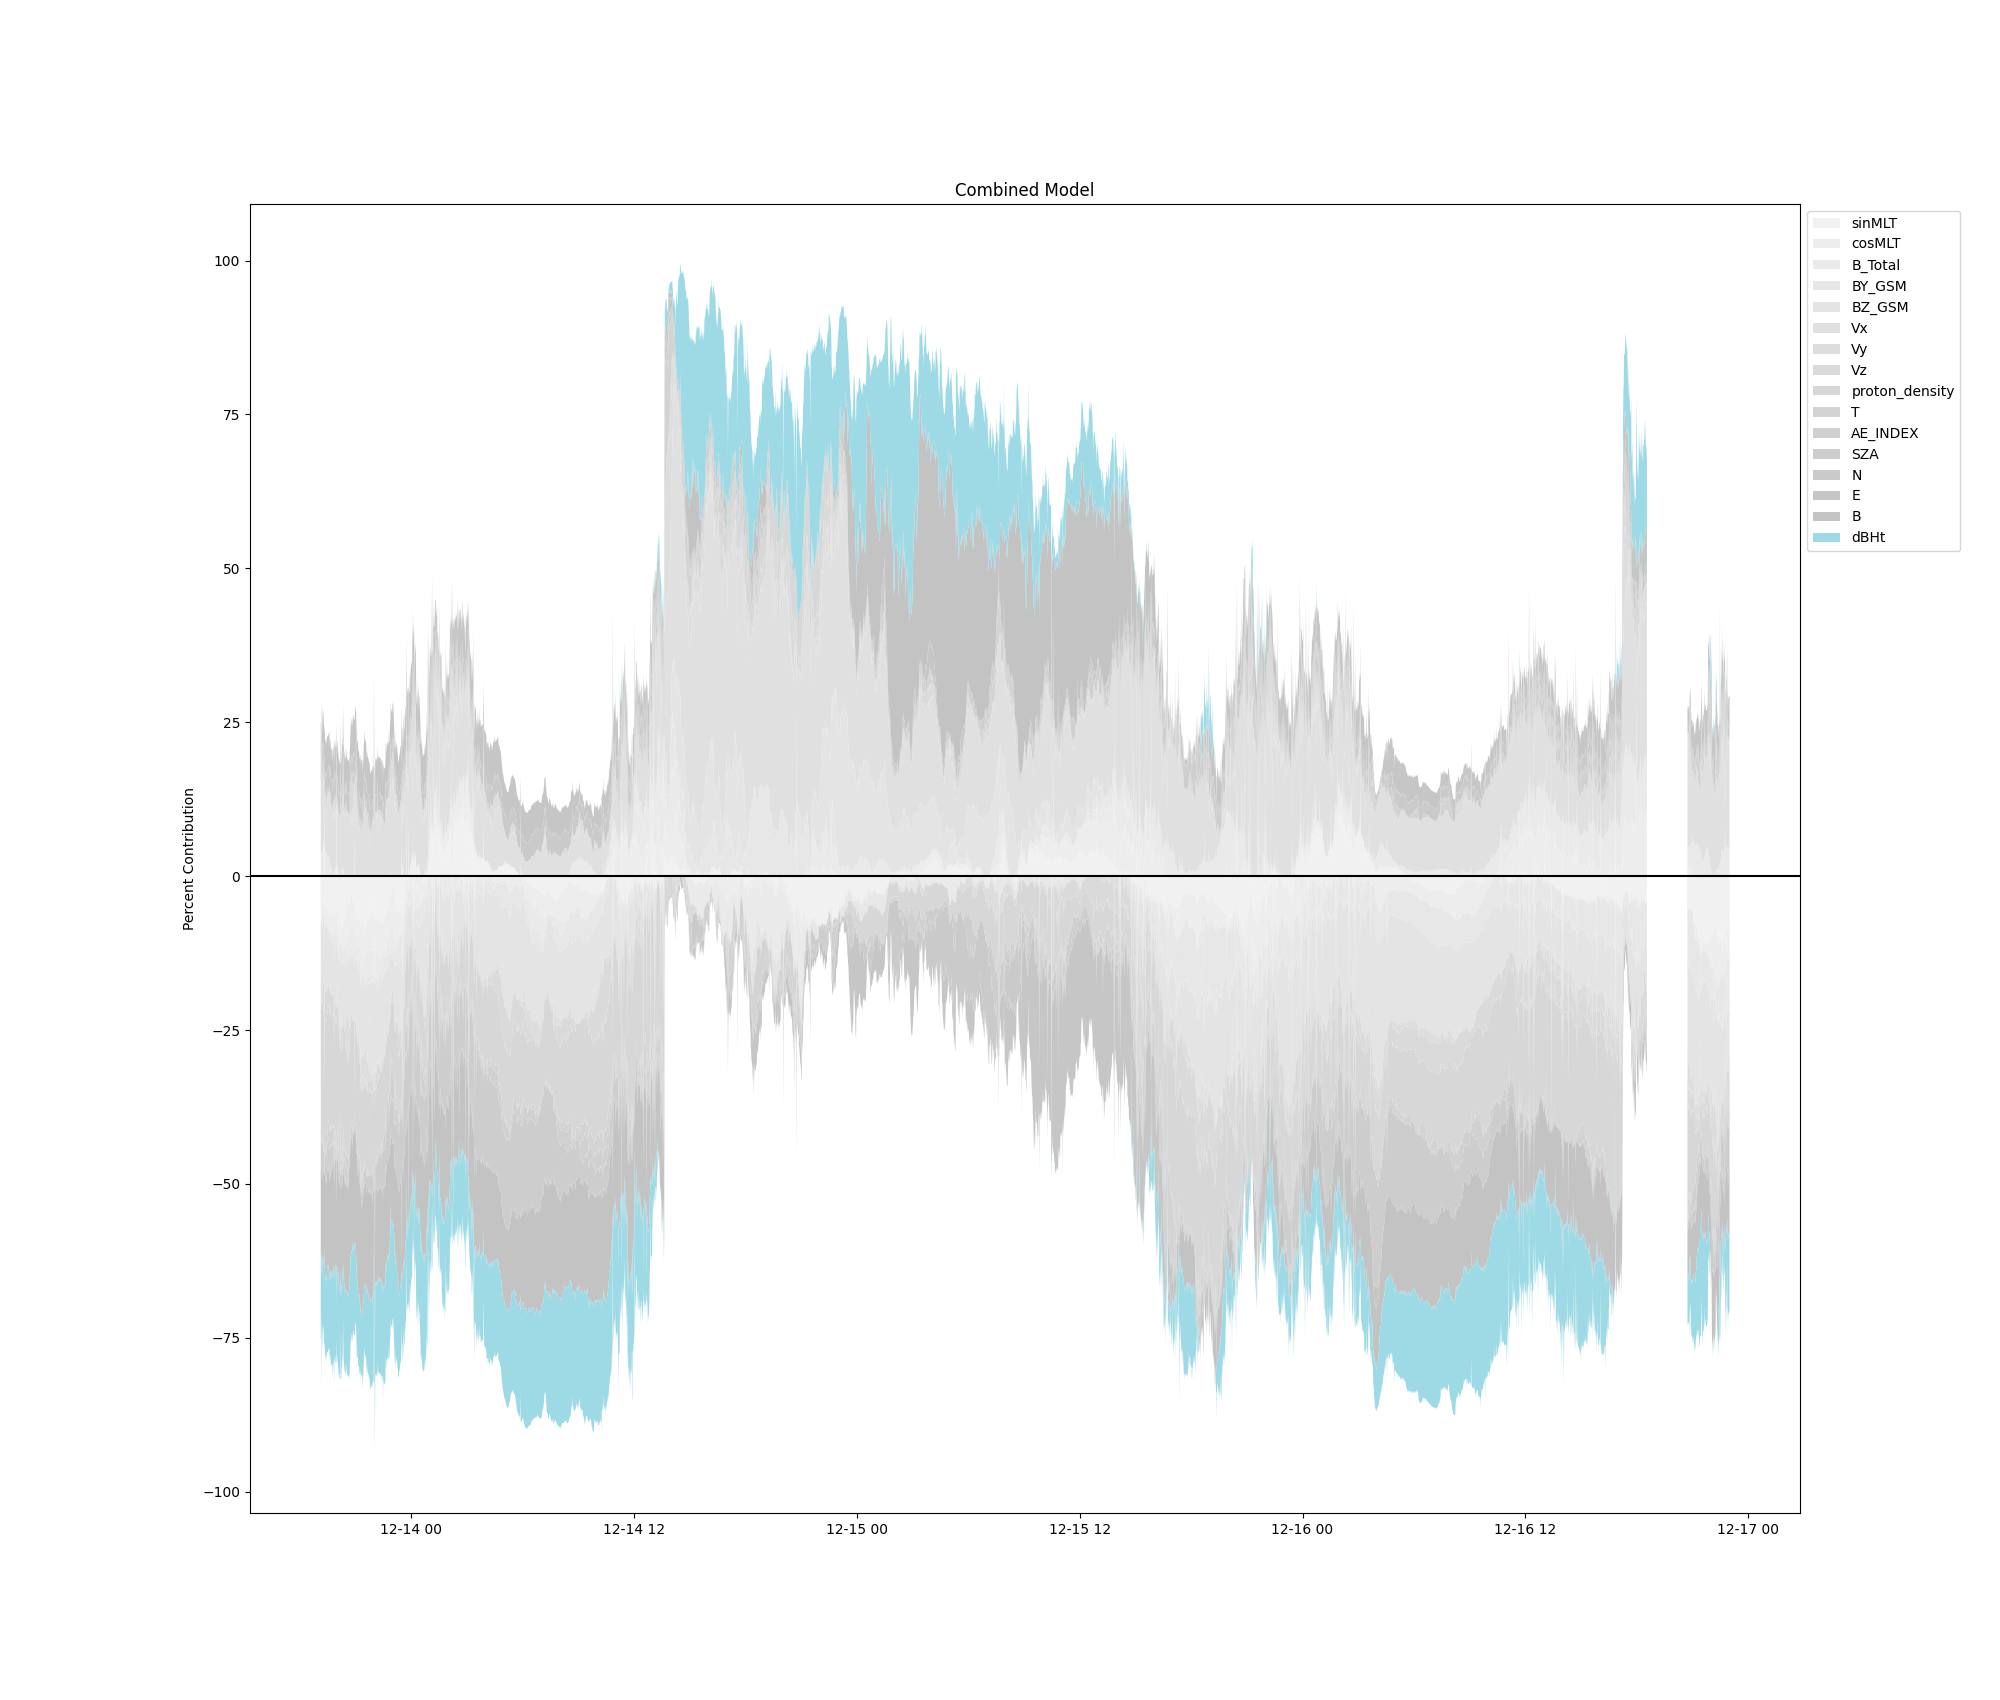 Combined Model
sinMLT
cosMLT
B_Total
BY_GSM
BZ_GSM
Vx
Vy
Vz
proton_density
T
AE_INDEX
SZA
N
E
B
dBHt
Percent Contribution
100
75
50
25
0
−25
−50
−75
−100
12-14 00
12-14 12
12-15 00
12-15 12
12-16 00
12-16 12
12-17 00